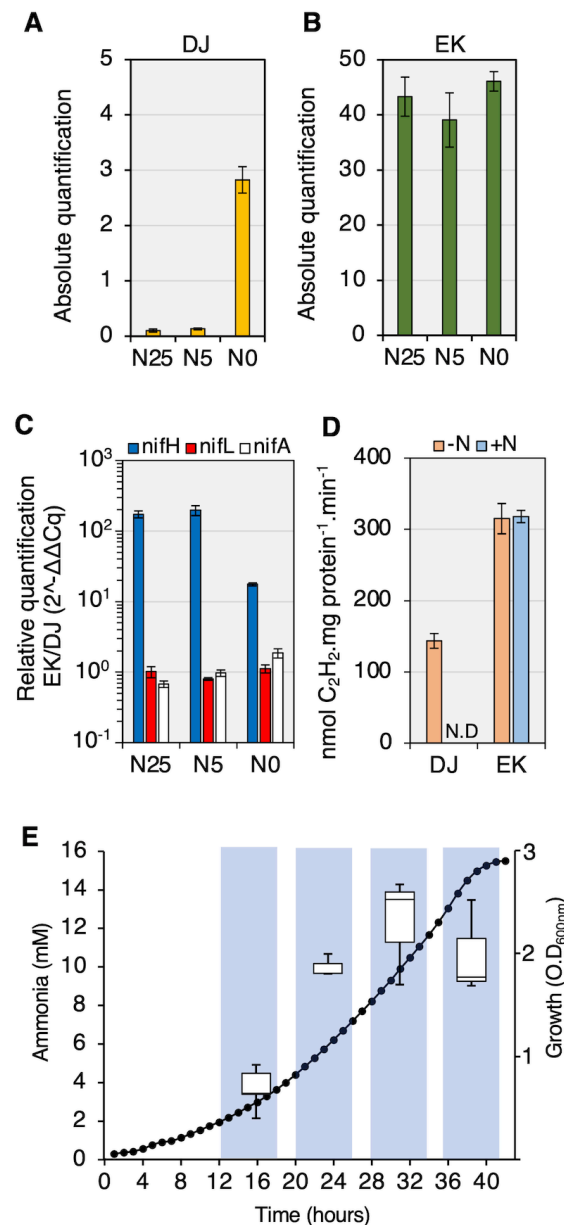 A
DJ
Absolute quantification
5
4
3
2
1
0
N25 N5 N0
B
EK
Absolute quantification
50
40
30
20
10
0
N25 N5 N0
C
nifH nifL nifA
Relative quantification
EK/DJ (2^-ΔΔCq)
10³
10²
10¹
10⁰
10⁻¹
N25 N5 N0
D
-N +N
nmol C₂H₂.mg protein⁻¹.min⁻¹
400
300
200
100
0
N.D
DJ EK
E
Ammonia (mM)
16
14
12
10
8
6
4
2
0
3
2
1
Growth (O.D₆₀₀ₙₘ)
0 4 8 12 16 20 24 28 32 36 40
Time (hours)